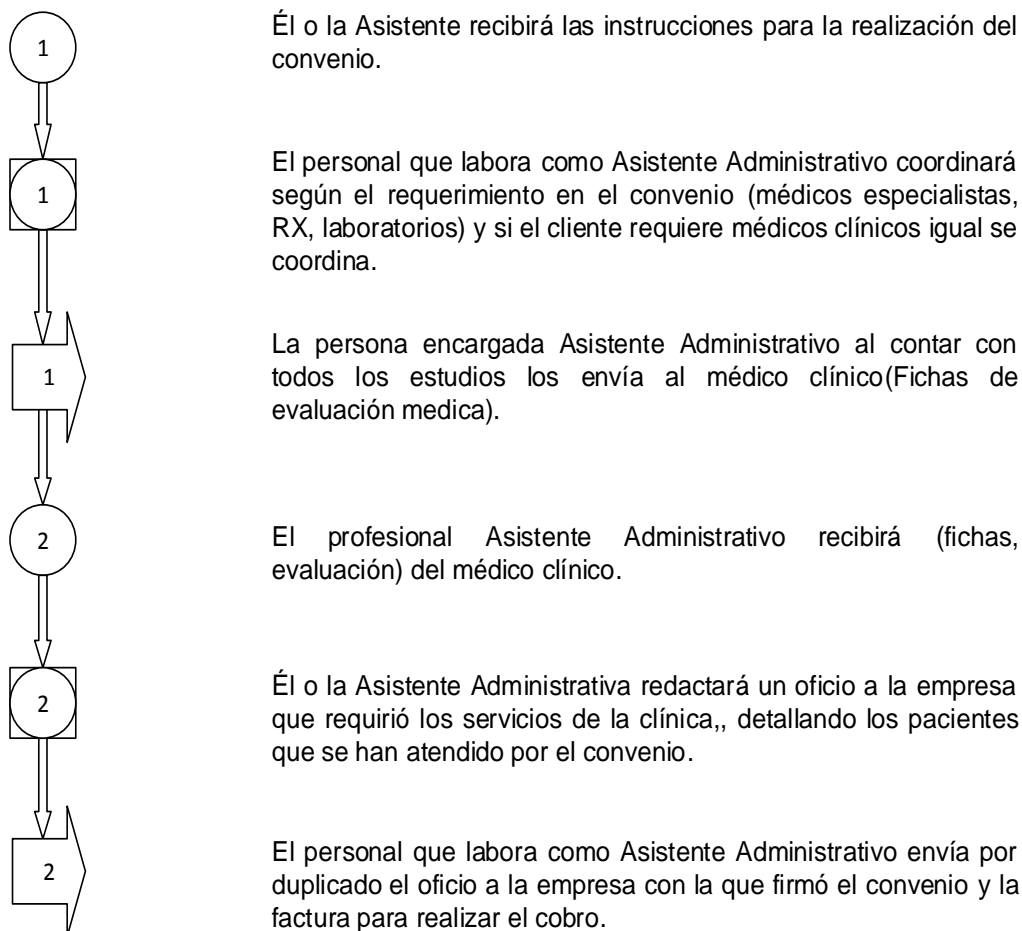 1
Él o la Asistente recibirá las instrucciones para la realización del
convenio.
1
El personal que labora como Asistente Administrativo coordinará
según el requerimiento en el convenio (médicos especialistas,
RX, laboratorios) y si el cliente requiere médicos clínicos igual se
coordina.
1
La persona encargada Asistente Administrativo al contar con
todos los estudios los envía al médico clínico(Fichas de
evaluación medica).
2
El profesional Asistente Administrativo recibirá (fichas,
evaluación) del médico clínico.
2
Él o la Asistente Administrativa redactará un oficio a la empresa
que requirió los servicios de la clínica,, detallando los pacientes
que se han atendido por el convenio.
2
El personal que labora como Asistente Administrativo envía por
duplicado el oficio a la empresa con la que firmó el convenio y la
factura para realizar el cobro.